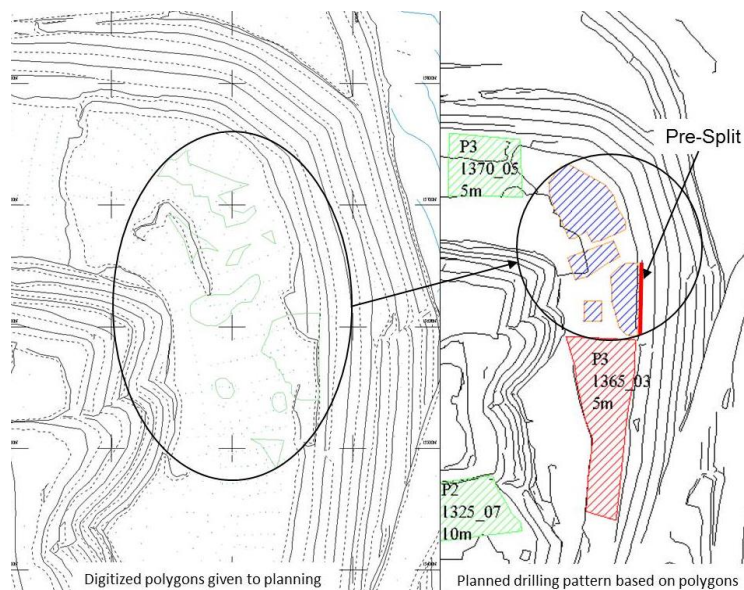 Pre-Split
P3
1370_05
5m
P3
1365_03
5m
P2
1325_07
10m
Digitized polygons given to planning
Planned drilling pattern based on polygons